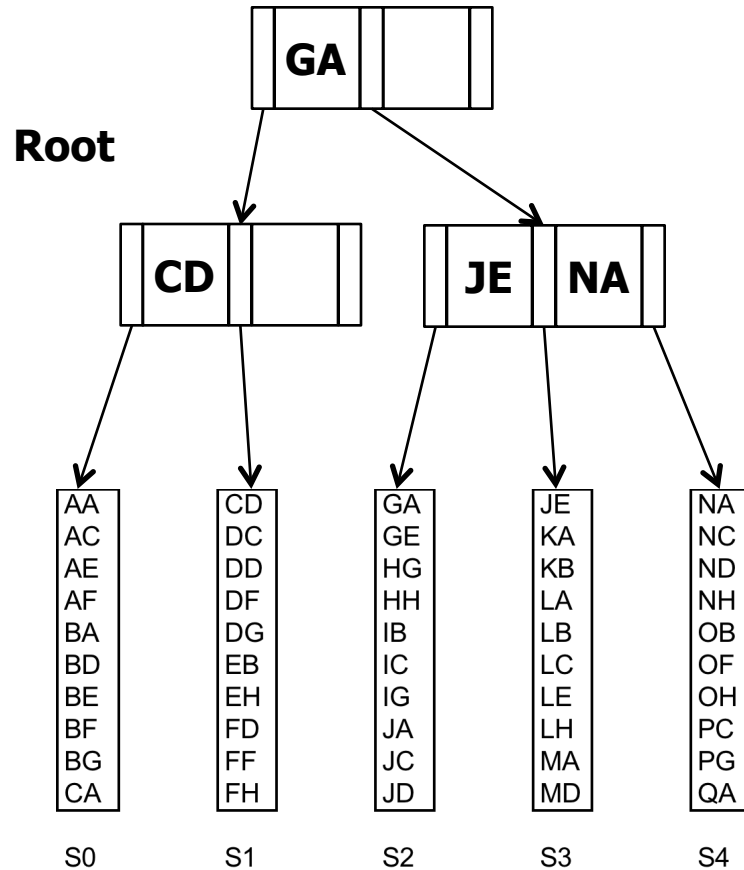 GA
Root
CD
JE NA
AA CD GA JE NA
AC DC GE KA NC
AE DD HG KB ND
AF DF HH LA NH
BA DG IB LB OB
BD EB IC LC OF
BE EH IG LE OH
BF FD JA LH PC
BG FF JC MA PG
CA FH JD MD QA
S0 S1 S2 S3 S4